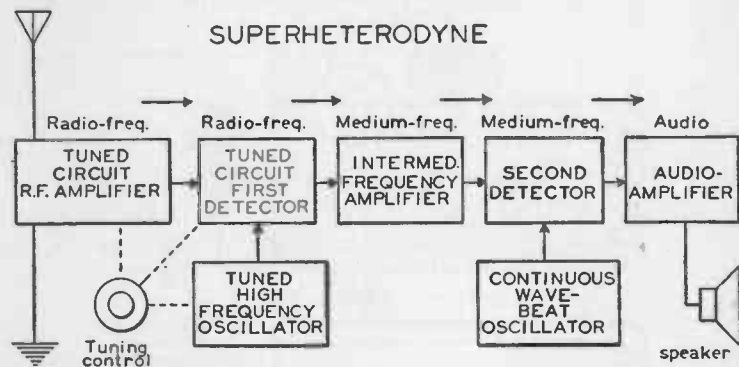 SUPERHETERODYNE
Radio-freq. Radio-freq. Medium-freq. Medium-freq. Audio
TUNED
CIRCUIT
R.F. AMPLIFIER
TUNED
CIRCUIT
FIRST
DETECTOR
INTERMED.
FREQUENCY
AMPLIFIER
SECOND
DETECTOR
AUDIO-
AMPLIFIER
TUNED
HIGH
FREQUENCY
OSCILLATOR
CONTINUOUS
WAVE-
BEAT
OSCILLATOR
Tuning
control
speaker